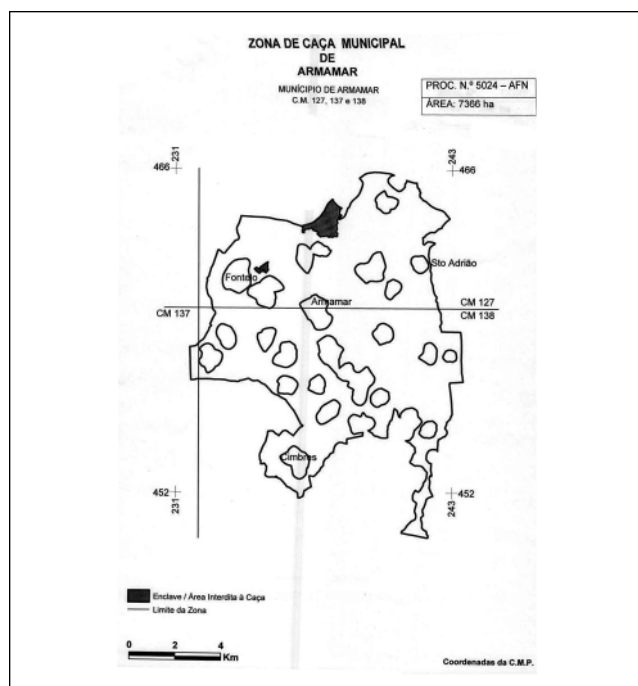 ZONA DE CAÇA MUNICIPAL
DE
ARMAMAR
MUNÍCIPIO DE ARMAMAR
C.M. 127, 137 e 138
PROC. N.º 5024 – AFN
ÁREA: 7366 ha
231
243
466
466
Sto Adrião
Fontelo
Armamar
CM 137
CM 127
CM 138
Cimbres
452
452
231
243
Enclave / Área Interdita à Caça
Limite da Zona
0 2 4
Km
Coordenadas da C.M.P.